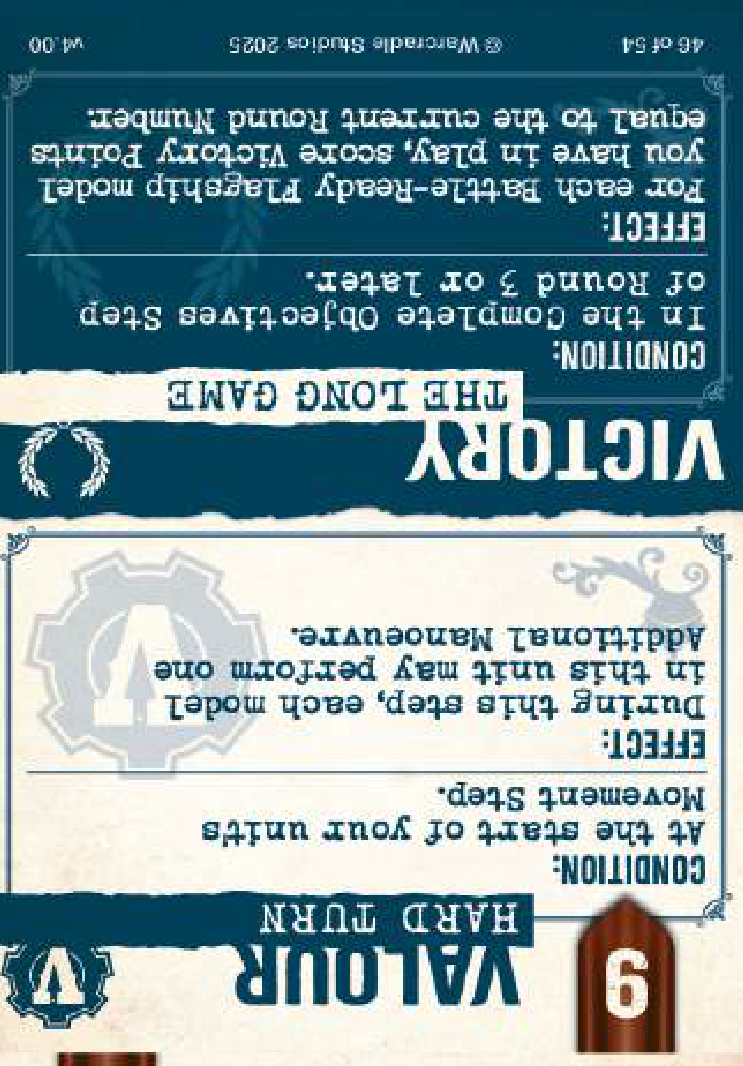 6
VALOUR
HARD TURN
CONDITION:
At the start of your unit's
Movement Step.
EFFECT:
During this step, each model
in this unit may perform one
Additional Manoeuvre.
VICTORY
THE LONG GAME
CONDITION:
In the Complete Objectives Step
of Round 3 or later.
EFFECT:
For each Battle-Ready Flagship model
you have in play, score Victory Points
equal to the current Round Number.
46 of 54
© Warcradle Studios 2025
v4.00